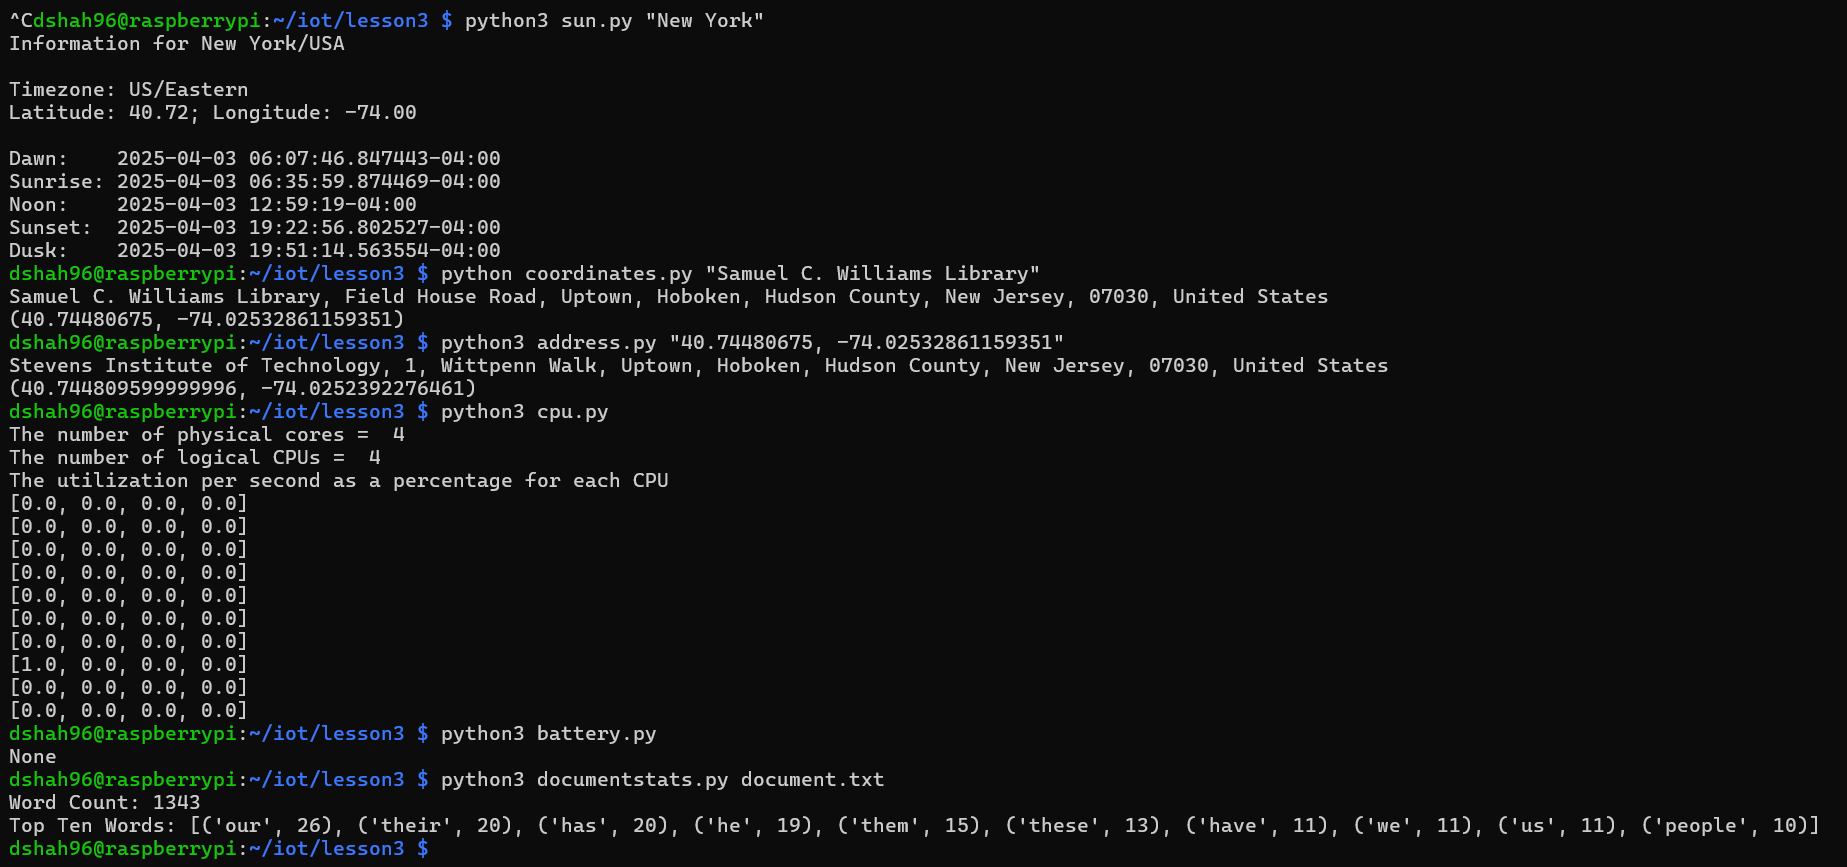 ^Cdshah96@raspberrypi:~/iot/lesson3 $ python3 sun.py "New York"
Information for New York/USA

Timezone: US/Eastern
Latitude: 40.72; Longitude: -74.00

Dawn:    2025-04-03 06:07:46.847443-04:00
Sunrise: 2025-04-03 06:35:59.874469-04:00
Noon:    2025-04-03 12:59:19-04:00
Sunset:  2025-04-03 19:22:56.802527-04:00
Dusk:    2025-04-03 19:51:14.563554-04:00
dshah96@raspberrypi:~/iot/lesson3 $ python coordinates.py "Samuel C. Williams Library"
Samuel C. Williams Library, Field House Road, Uptown, Hoboken, Hudson County, New Jersey, 07030, United States
(40.74480675, -74.02532861159351)
dshah96@raspberrypi:~/iot/lesson3 $ python3 address.py "40.74480675, -74.02532861159351"
Stevens Institute of Technology, 1, Wittpenn Walk, Uptown, Hoboken, Hudson County, New Jersey, 07030, United States
(40.744809599999996, -74.0252392276461)
dshah96@raspberrypi:~/iot/lesson3 $ python3 cpu.py
The number of physical cores =  4
The number of logical CPUs =  4
The utilization per second as a percentage for each CPU
[0.0, 0.0, 0.0, 0.0]
[0.0, 0.0, 0.0, 0.0]
[0.0, 0.0, 0.0, 0.0]
[0.0, 0.0, 0.0, 0.0]
[0.0, 0.0, 0.0, 0.0]
[0.0, 0.0, 0.0, 0.0]
[0.0, 0.0, 0.0, 0.0]
[1.0, 0.0, 0.0, 0.0]
[0.0, 0.0, 0.0, 0.0]
[0.0, 0.0, 0.0, 0.0]
dshah96@raspberrypi:~/iot/lesson3 $ python3 battery.py
None
dshah96@raspberrypi:~/iot/lesson3 $ python3 documentstats.py document.txt
Word Count: 1343
Top Ten Words: [('our', 26), ('their', 20), ('has', 20), ('he', 19), ('them', 15), ('these', 13), ('have', 11), ('we', 11), ('us', 11), ('people', 10)]
dshah96@raspberrypi:~/iot/lesson3 $